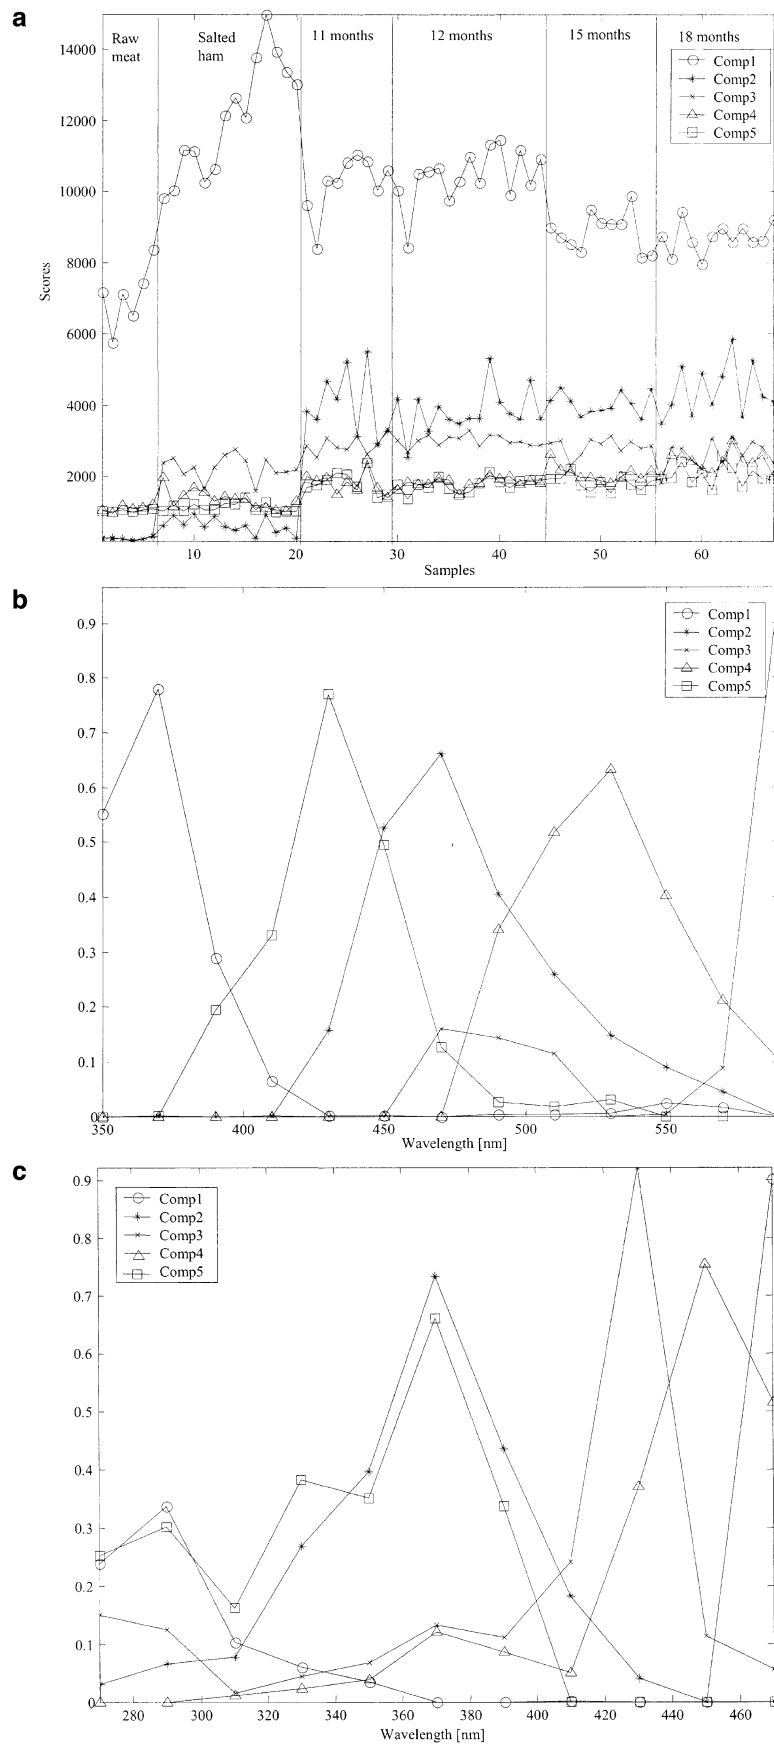 a
Raw
meat
Salted
ham
11 months
12 months
15 months
18 months
Comp1
Comp2
Comp3
Comp4
Comp5
14000
12000
10000
8000
6000
4000
2000
Scores
10
20
30
40
50
60
Samples
b
Comp1
Comp2
Comp3
Comp4
Comp5
0.9
0.8
0.7
0.6
0.5
0.4
0.3
0.2
0.1
0
350
400
450
500
550
Wavelength [nm]
c
Comp1
Comp2
Comp3
Comp4
Comp5
0.9
0.8
0.7
0.6
0.5
0.4
0.3
0.2
0.1
0
280
300
320
340
360
380
400
420
440
460
Wavelength [nm]